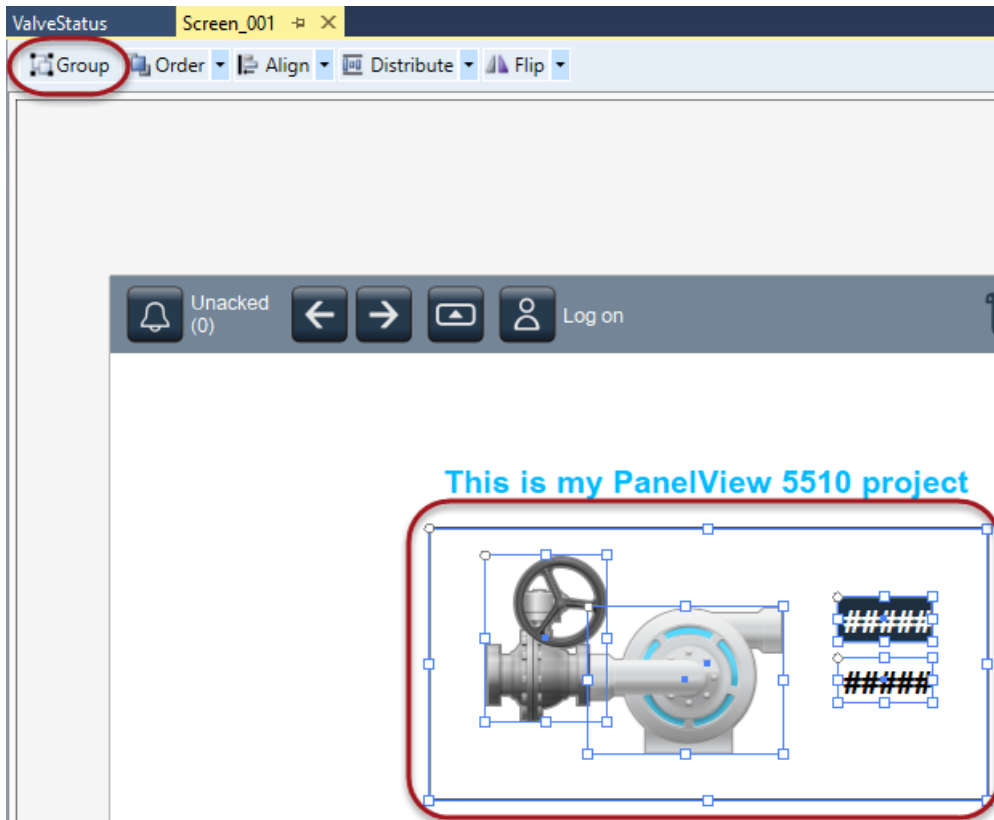 ValveStatus Screen_001
Group Order Align Distribute Flip
Unacked
(0)
Log on
This is my PanelView 5510 project
#####
#####